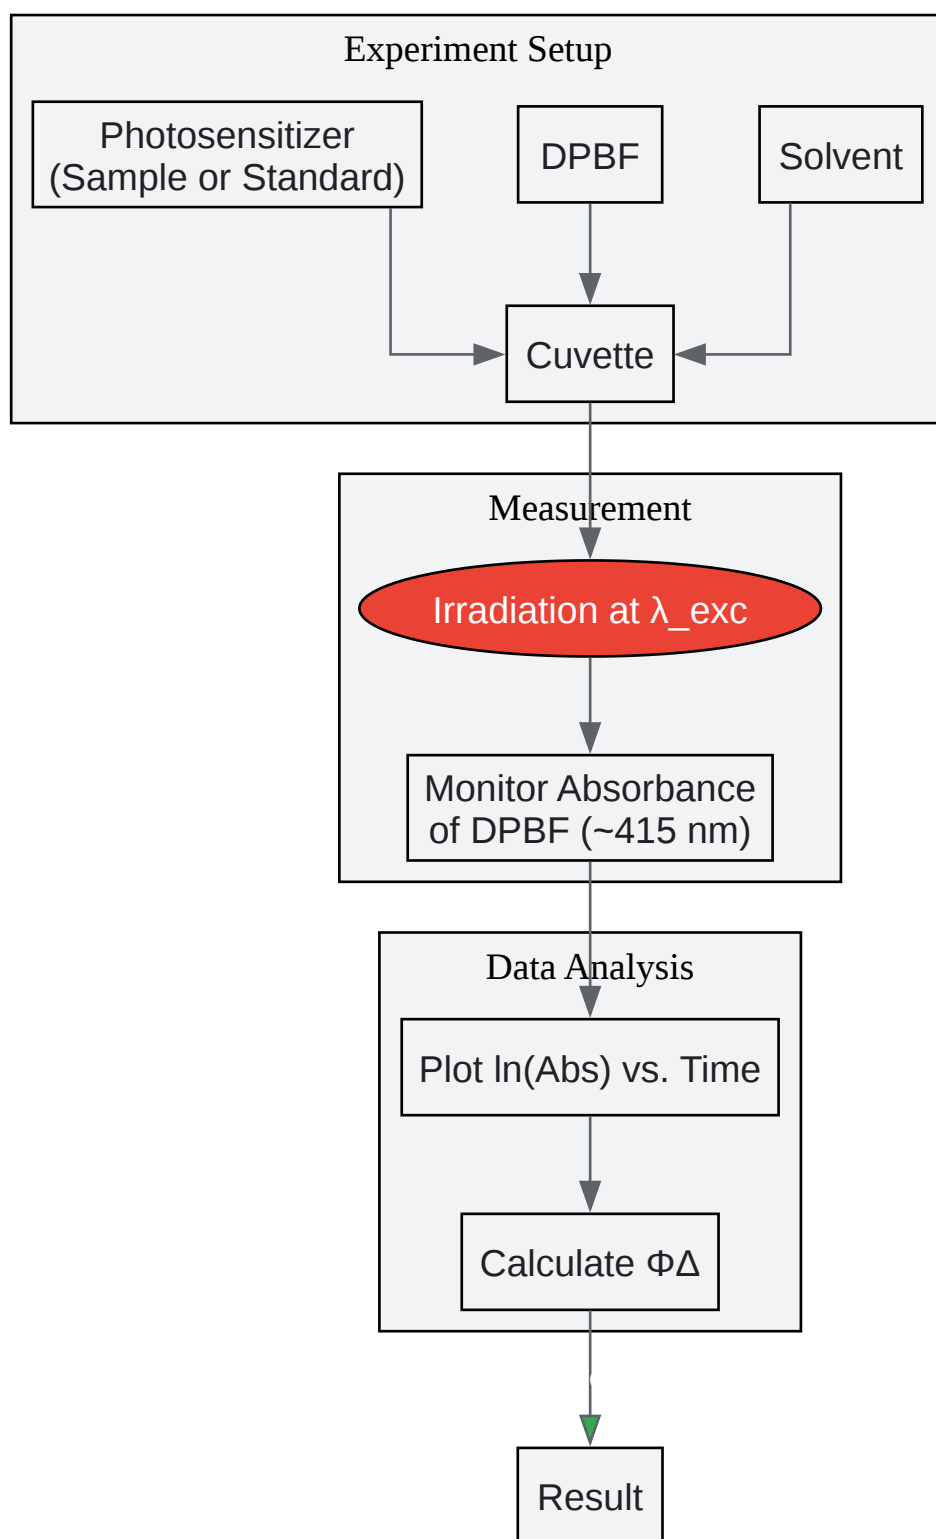 Experiment Setup
Photosensitizer
(Sample or Standard)
DPBF
Solvent
Cuvette
Measurement
Irradiation at λ_exc
Monitor Absorbance
of DPBF (~415 nm)
Data Analysis
Plot ln(Abs) vs. Time
Calculate ΦΔ
Result